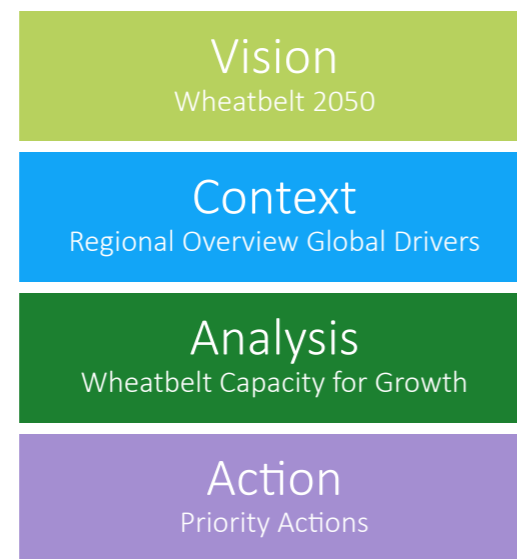 Vision
Wheatbelt 2050
Context
Regional Overview Global Drivers
Analysis
Wheatbelt Capacity for Growth
Action
Priority Actions